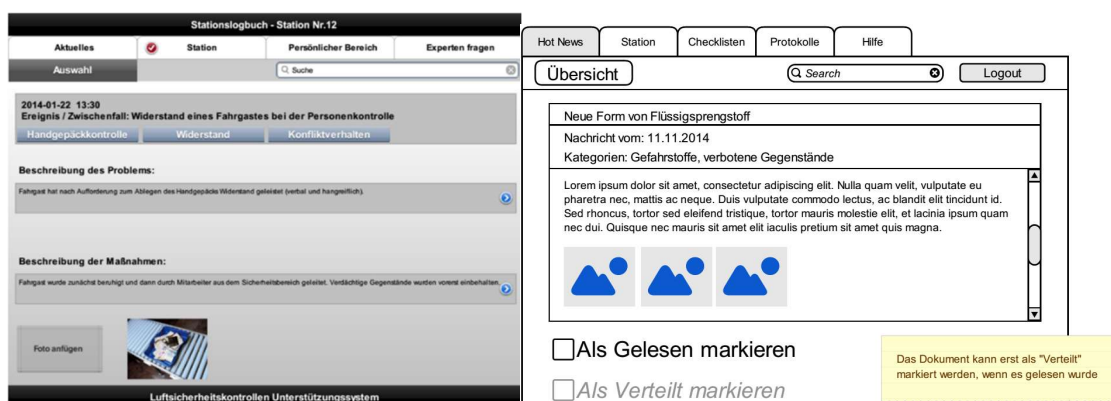 Stationslogbuch - Station Nr.12
Aktuelles Station Persönlicher Bereich Experten fragen
Auswahl Suche
2014-01-22 13:30
Ereignis / Zwischenfall: Widerstand eines Fahrgastes bei der Personenkontrolle
Handgepäckkontrolle Widerstand Konfliktverhalten
Beschreibung des Problems:
Fahrgast hat nach Aufforderung zum Ablegen des Handgepäcks Widerstand geleistet (verbal und hangreiflich).
Beschreibung der Maßnahmen:
Fahrgast wurde zunächst beruhigt und dann durch Mitarbeiter aus dem Sicherheitsbereich geleitet. Verdächtige Gegenstände wurden vorerst einbehalten.
Foto anfügen
Luftsicherheitskontrollen Unterstützungssystem
Hot News Station Checklisten Protokolle Hilfe
Übersicht Search Logout
Neue Form von Flüssigsprengstoff
Nachricht vom: 11.11.2014
Kategorien: Gefahrstoffe, verbotene Gegenstände
Lorem ipsum dolor sit amet, consectetur adipiscing elit. Nulla quam velit, vulputate eu
pharetra nec, mattis ac neque. Duis vulputate commodo lectus, ac blandit elit tincidunt id.
Sed rhoncus, tortor sed eleifend tristique, tortor mauris molestie elit, et lacinia ipsum quam
nec dui. Quisque nec mauris sit amet elit iaculis pretium sit amet quis magna.
Als Gelesen markieren
Als Verteilt markieren
Das Dokument kann erst als "Verteilt"
markiert werden, wenn es gelesen wurde